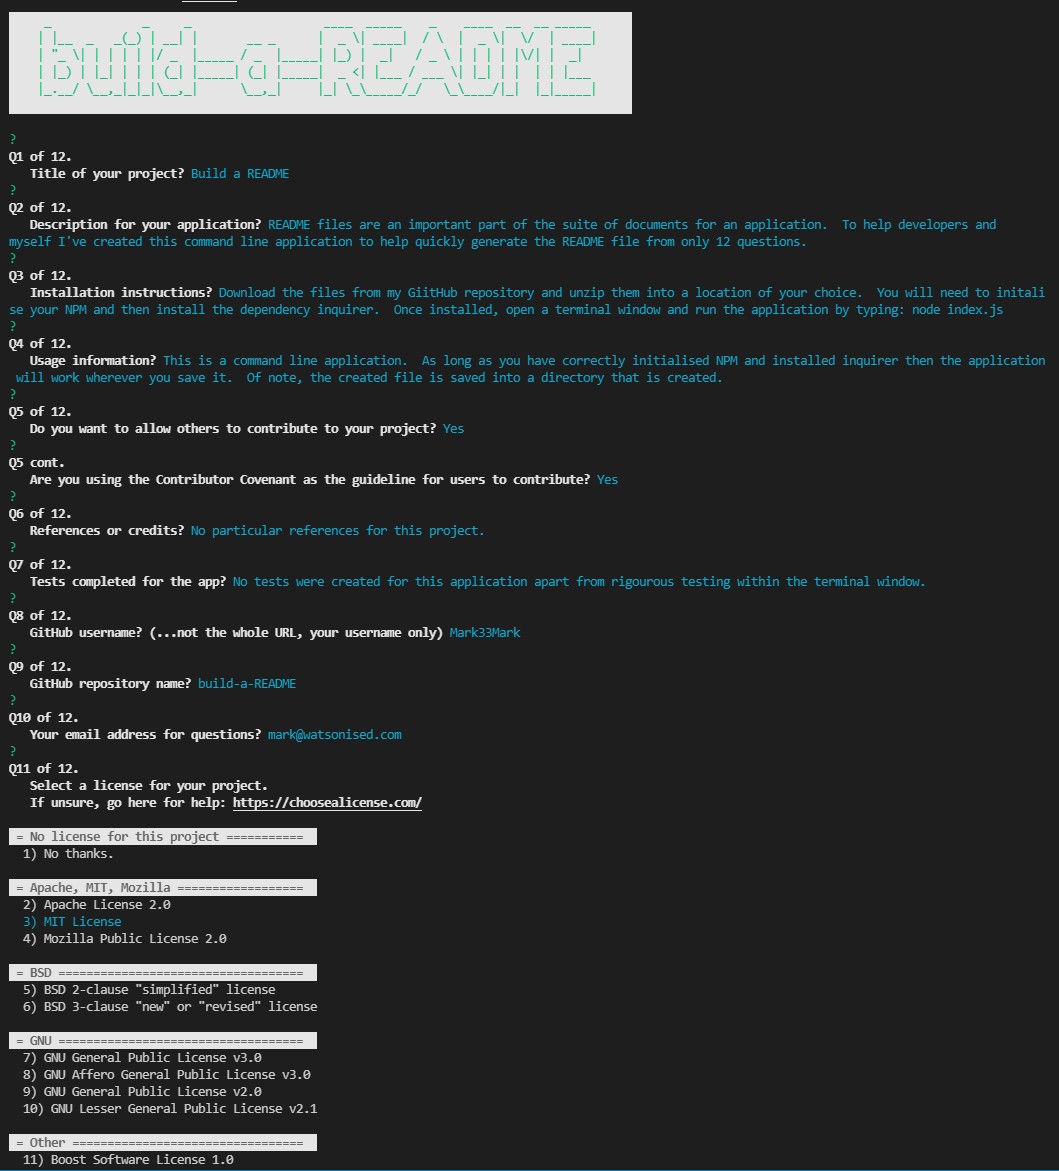 build-a-README
?
Q1 of 12.
Title of your project? Build a README
?
Q2 of 12.
Description for your application? README files are an important part of the suite of documents for an application.  To help developers and
myself I've created this command line application to help quickly generate the README file from only 12 questions.
?
Q3 of 12.
Installation instructions? Download the files from my GiitHub repository and unzip them into a location of your choice.  You will need to initali
se your NPM and then install the dependency inquirer.  Once installed, open a terminal window and run the application by typing: node index.js
?
Q4 of 12.
Usage information? This is a command line application.  As long as you have correctly initialised NPM and installed inquirer then the application
will work wherever you save it.  Of note, the created file is saved into a directory that is created.
?
Q5 of 12.
Do you want to allow others to contribute to your project? Yes
?
Q5 cont.
Are you using the Contributor Covenant as the guideline for users to contribute? Yes
?
Q6 of 12.
References or credits? No particular references for this project.
?
Q7 of 12.
Tests completed for the app? No tests were created for this application apart from rigourous testing within the terminal window.
?
Q8 of 12.
GitHub username? (...not the whole URL, your username only) Mark33Mark
?
Q9 of 12.
GitHub repository name? build-a-README
?
Q10 of 12.
Your email address for questions? mark@watsonised.com
?
Q11 of 12.
Select a license for your project.
If unsure, go here for help: https://choosealicense.com/
= No license for this project ===========
1) No thanks.
= Apache, MIT, Mozilla ==================
2) Apache License 2.0
3) MIT License
4) Mozilla Public License 2.0
= BSD ===================================
5) BSD 2-clause "simplified" license
6) BSD 3-clause "new" or "revised" license
= GNU ===================================
7) GNU General Public License v3.0
8) GNU Affero General Public License v3.0
9) GNU General Public License v2.0
10) GNU Lesser General Public License v2.1
= Other =================================
11) Boost Software License 1.0